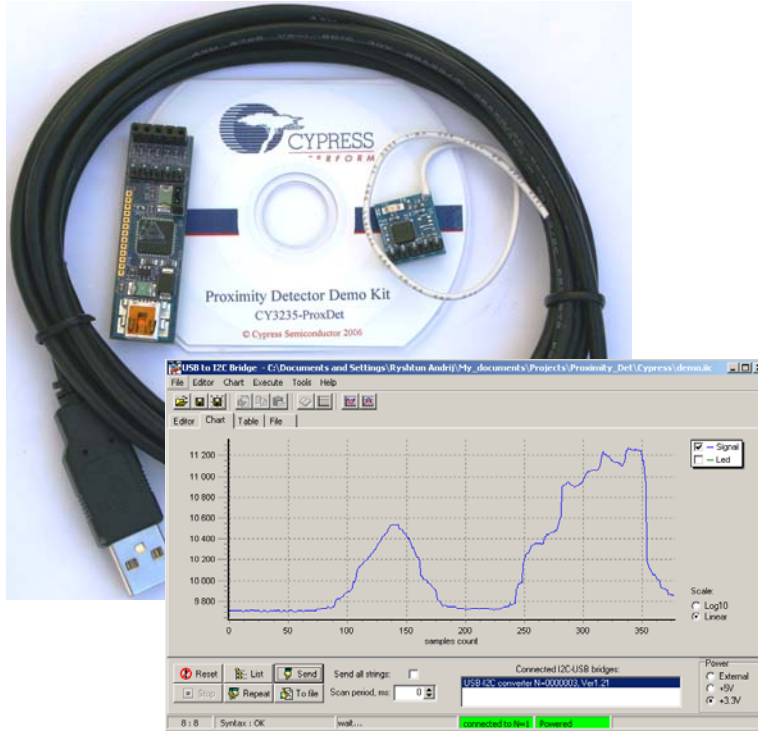 CYPRESS
PERFORM
Proximity Detector Demo Kit
CY3235-ProxDet
© Cypress Semiconductor 2006
USB to I2C Bridge - C:\Documents and Settings\Ryshtun Andrij\My_documents\Projects\Proximity_Det\Cypress\demo.iic
File Editor Chart Execute Tools Help
Editor Chart Table File
11 200
11 000
10 800
10 600
10 400
10 200
10 000
9 800
0 50 100 150 200 250 300 350
samples count
Signal
Led
Scale:
Log10
Linear
Reset List Send Send all strings:
Stop Repeat To file Scan period, ms: 0
Connected I2C-USB bridges:
USB-I2C converter N=0000003, Ver1.21
Power
External
+5V
+3.3V
8 : 8 Syntax : OK wait... connected to N=1 Powered